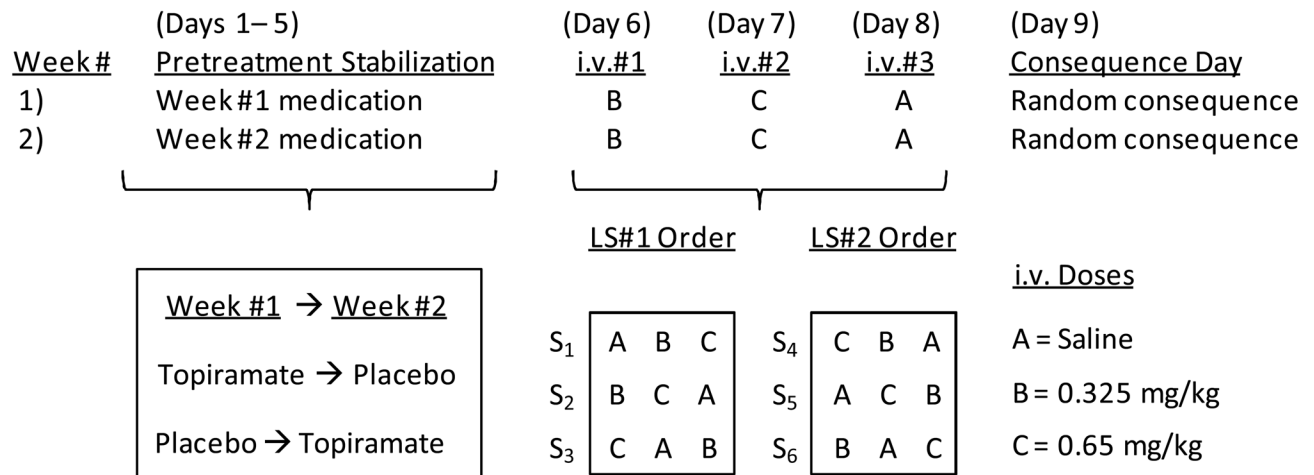 (Days 1– 5) (Day 6) (Day 7) (Day 8) (Day 9)
Week # Pretreatment Stabilization i.v.#1 i.v.#2 i.v.#3 Consequence Day
1) Week #1 medication B C A Random consequence
2) Week #2 medication B C A Random consequence
LS#1 Order LS#2 Order
i.v. Doses
Week #1 → Week #2
S1 A B C S4 C B A A = Saline
Topiramate → Placebo
S2 B C A S5 A C B B = 0.325 mg/kg
Placebo → Topiramate S3 C A B S6 B A C C = 0.65 mg/kg